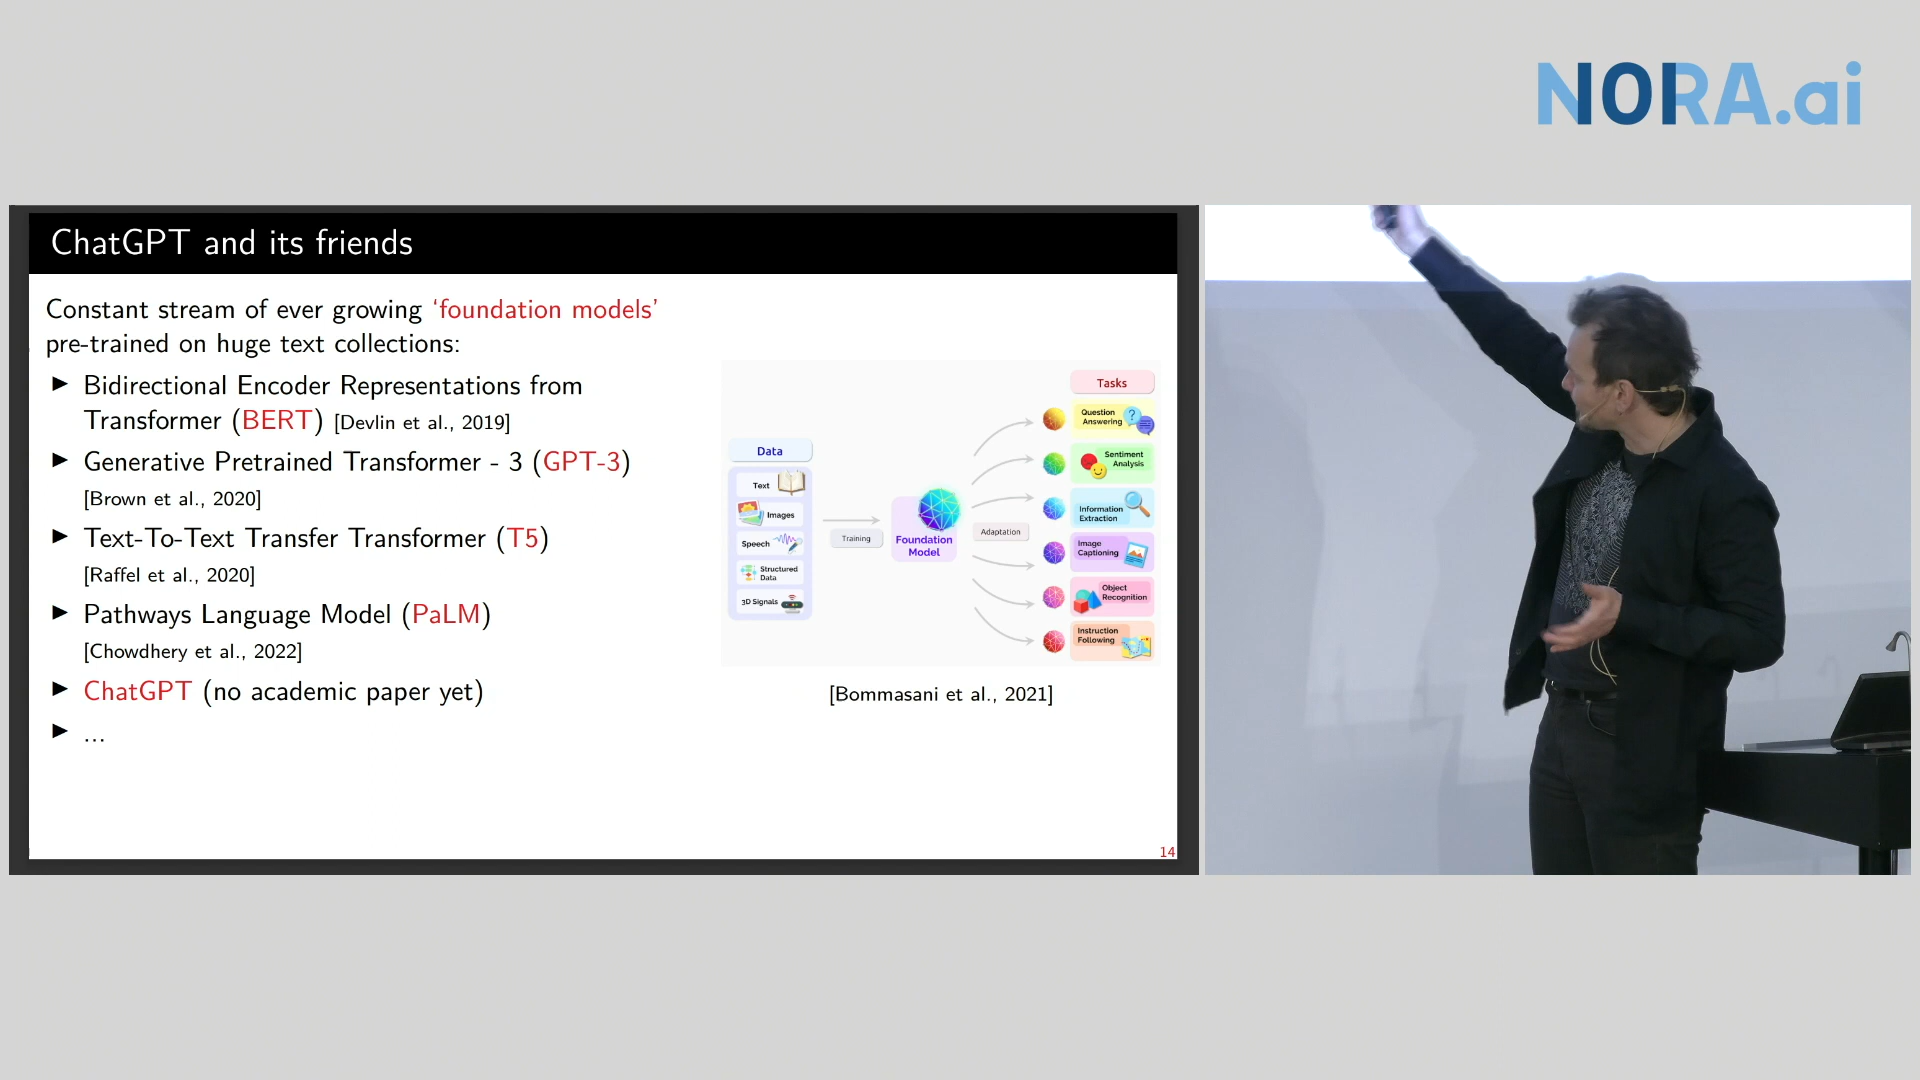 NORA.ai
ChatGPT and its friends
Constant stream of ever growing ‘foundation models’
pre-trained on huge text collections:
► Bidirectional Encoder Representations from
Transformer (BERT) [Devlin et al., 2019]
► Generative Pretrained Transformer - 3 (GPT-3)
[Brown et al., 2020]
► Text-To-Text Transfer Transformer (T5)
[Raffel et al., 2020]
► Pathways Language Model (PaLM)
[Chowdhery et al., 2022]
► ChatGPT (no academic paper yet)
► ...
Data
Text
Images
Speech
Structured
Data
3D Signals
Training
Foundation
Model
Adaptation
Tasks
Question
Answering
Sentiment
Analysis
Information
Extraction
Image
Captioning
Object
Recognition
Instruction
Following
[Bommasani et al., 2021]
14